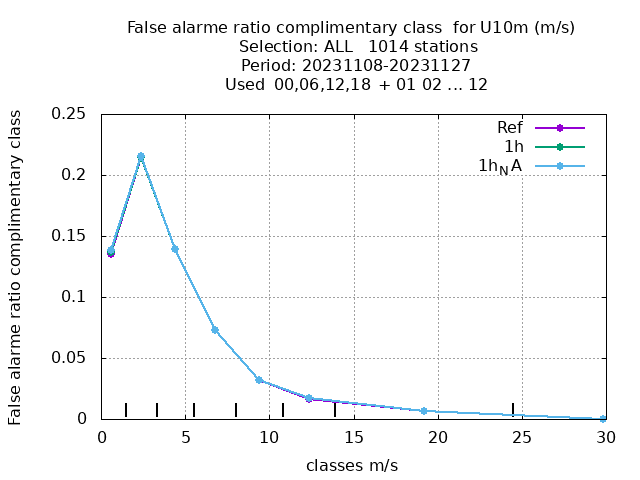 False alarme ratio complimentary class  for U10m (m/s)
Selection: ALL   1014 stations
Period: 20231108-20231127
Used  00,06,12,18 + 01 02 ... 12
False alarme ratio complimentary class
0.25
0.2
0.15
0.1
0.05
0
Ref
1h
1hNA
0 5 10 15 20 25 30
classes m/s